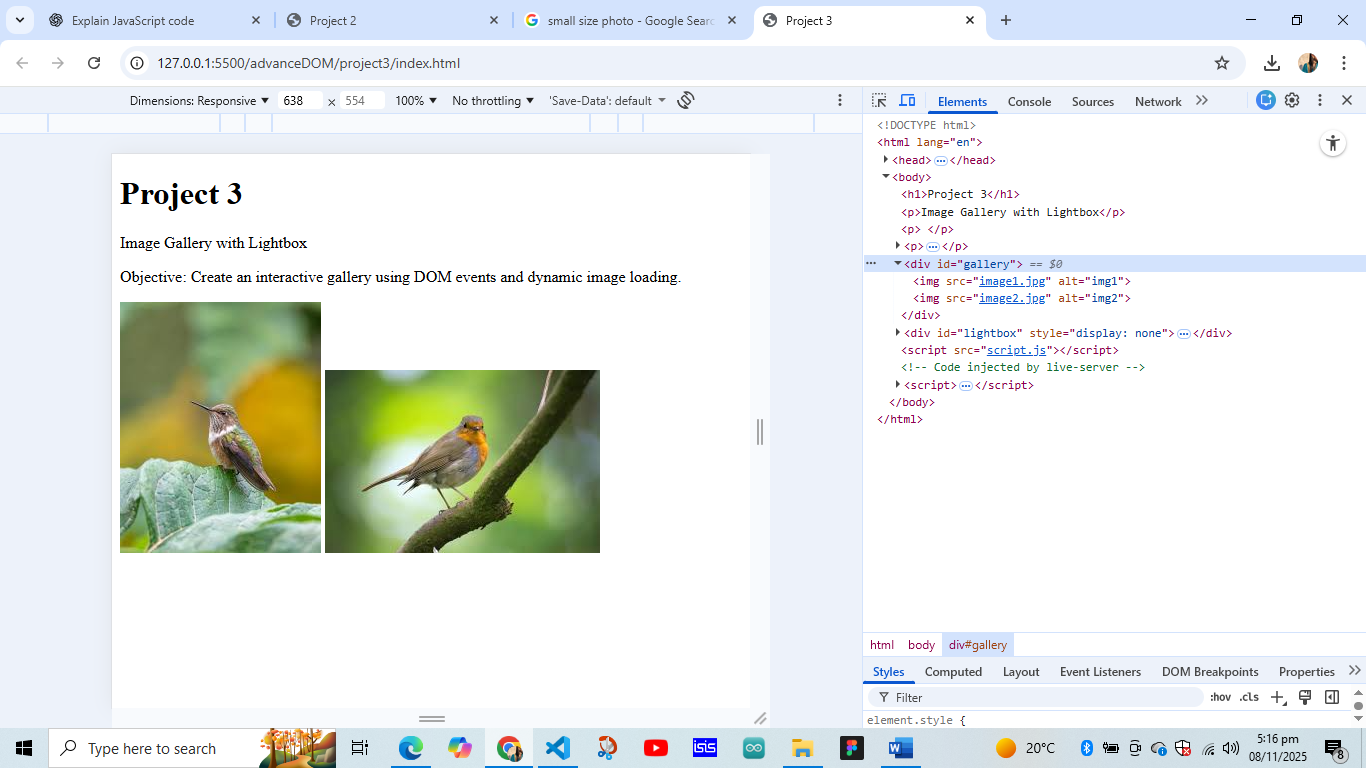 Explain JavaScript code
Project 2
small size photo - Google Searc
Project 3
127.0.0.1:5500/advanceDOM/project3/index.html
Dimensions: Responsive 638 × 554 100% No throttling 'Save-Data': default
Elements Console Sources Network
Project 3
Image Gallery with Lightbox
Objective: Create an interactive gallery using DOM events and dynamic image loading.
<!DOCTYPE html>
<html lang="en">
<head> … </head>
<body>
<h1>Project 3</h1>
<p>Image Gallery with Lightbox</p>
<p> </p>
<p> … </p>
<div id="gallery"> == $0
<img src="image1.jpg" alt="img1">
<img src="image2.jpg" alt="img2">
</div>
<div id="lightbox" style="display: none"> … </div>
<script src="script.js"></script>
<!-- Code injected by live-server -->
<script> … </script>
</body>
</html>
html body div#gallery
Styles Computed Layout Event Listeners DOM Breakpoints Properties
Filter :hov .cls
element.style {
Type here to search
20°C
5:16 pm
08/11/2025
8